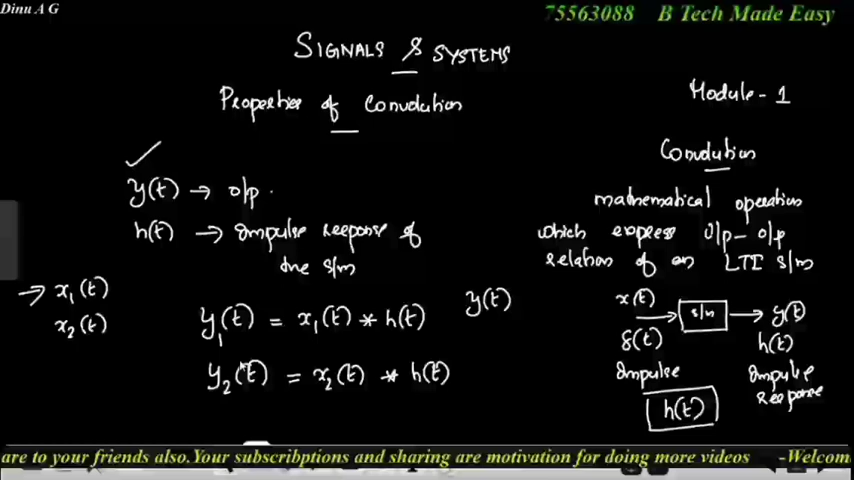 Dinu A G
75563088 B Tech Made Easy
SIGNALS & SYSTEMS
Properties of Convolution
Module - 1
y(t) → o/p .
h(t) → Impulse Response of
the s/m
→ x₁(t)
x₂(t)
y₁(t) = x₁(t) * h(t)
y(t)
y₂(t) = x₂(t) * h(t)
Convolution
mathematical operation
which express i/p - o/p
relation of an LTI s/m
x(t) → s/m → y(t)
δ(t) h(t)
Impulse Impulse
response
h(t)
are to your friends also.Your subscribptions and sharing are motivation for doing more videos -Welcom